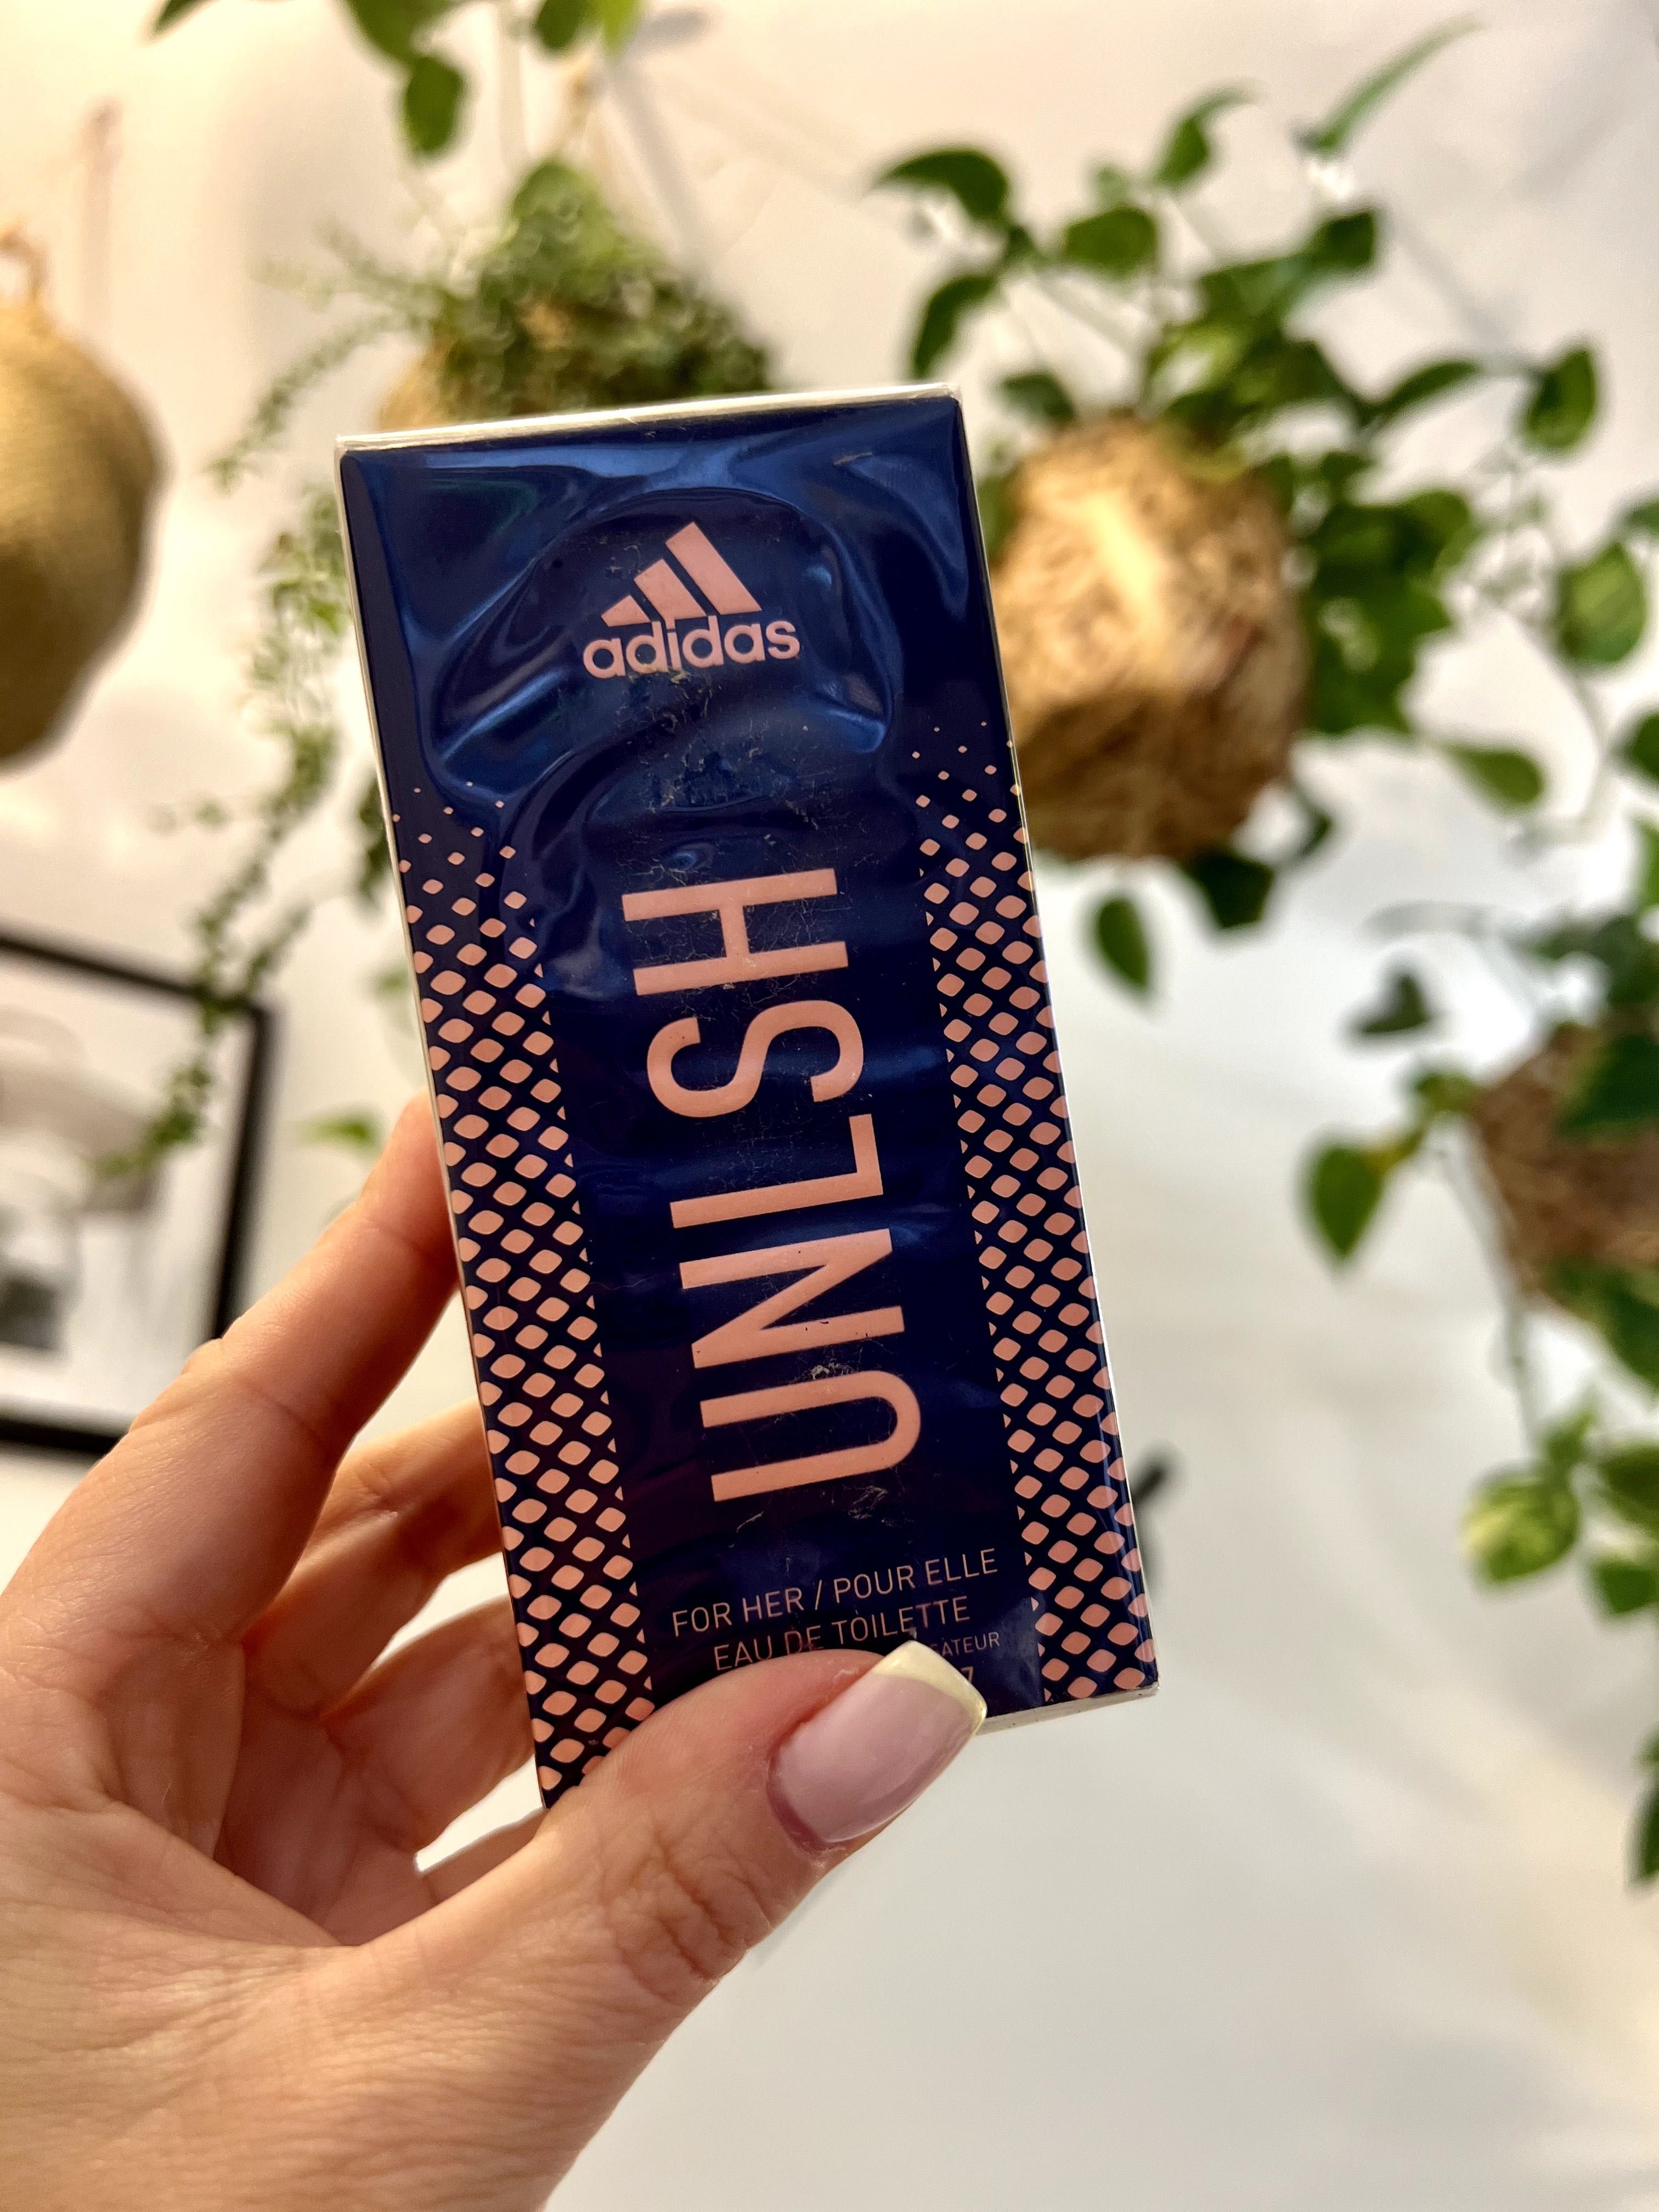 adidas
UNLSH
FOR HER / POUR ELLE
EAU DE TOILETTE